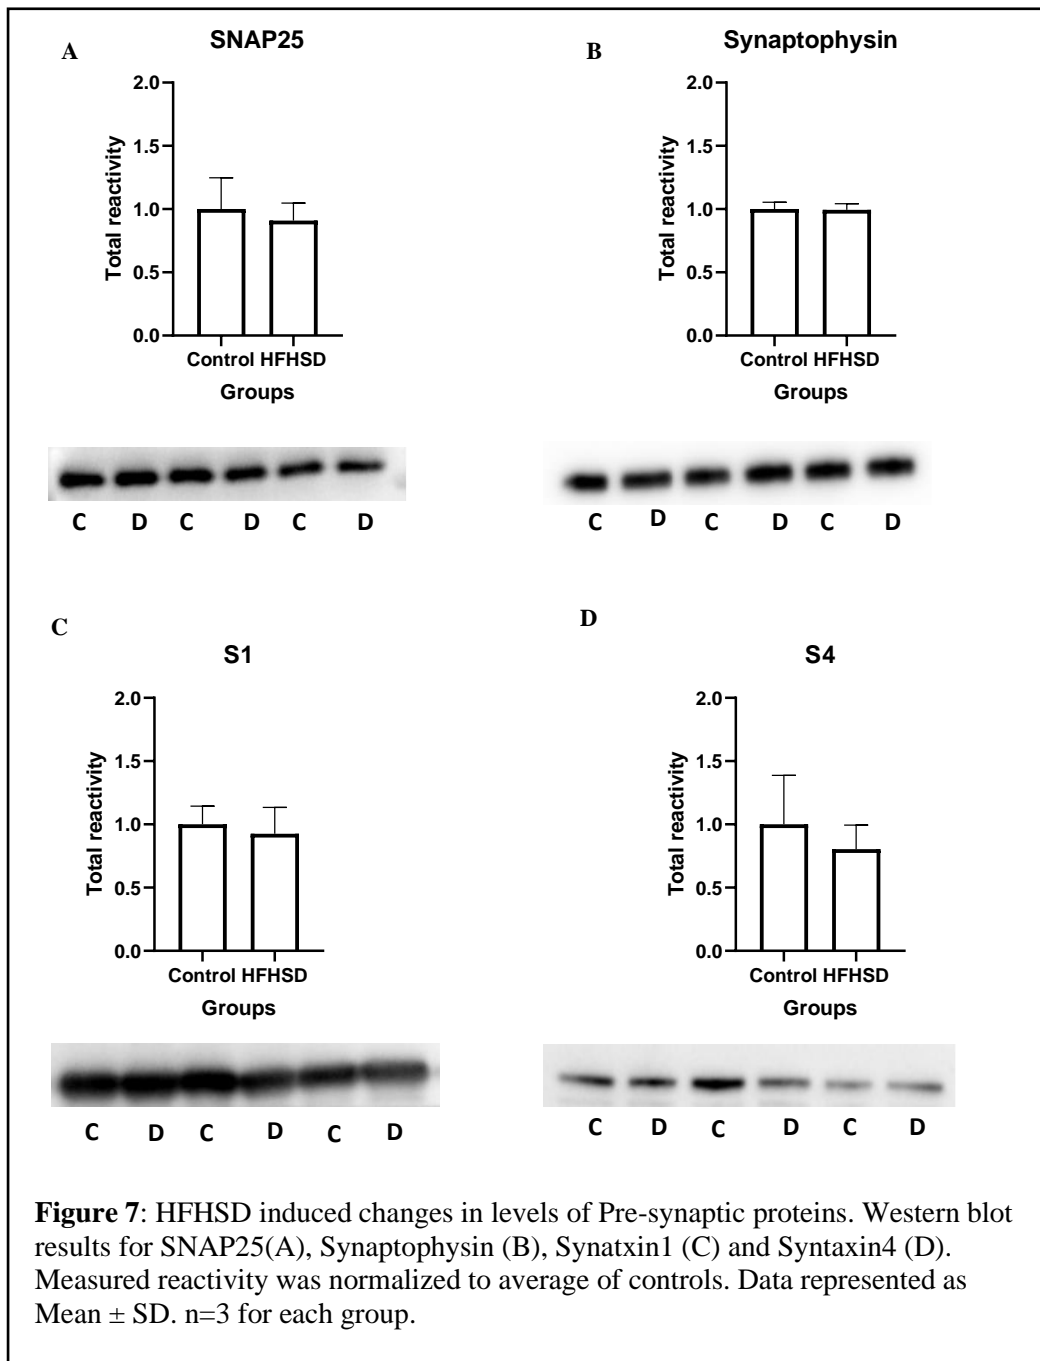 A
SNAP25
2.0
1.5
1.0
0.5
0.0
Total reactivity
Control HFHSD
Groups
C D C D C D
B
Synaptophysin
2.0
1.5
1.0
0.5
0.0
Total reactivity
Control HFHSD
Groups
C D C D C D
C
S1
2.0
1.5
1.0
0.5
0.0
Total reactivity
Control HFHSD
Groups
C D C D C D
D
S4
2.0
1.5
1.0
0.5
0.0
Total reactivity
Control HFHSD
Groups
C D C D C D
Figure 7: HFHSD induced changes in levels of Pre-synaptic proteins. Western blot
results for SNAP25(A), Synaptophysin (B), Synatxin1 (C) and Syntaxin4 (D).
Measured reactivity was normalized to average of controls. Data represented as
Mean ± SD. n=3 for each group.